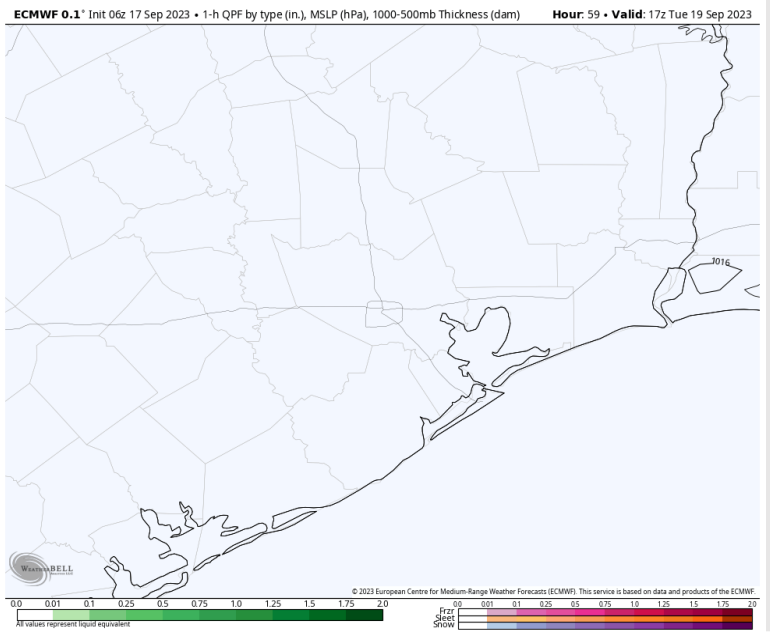 ECMWF 0.1° Init 06z 17 Sep 2023 • 1-h QPF by type (in.), MSLP (hPa), 1000-500mb Thickness (dam) Hour: 59 • Valid: 17z Tue 19 Sep 2023
1016
WEATHERBELL
© 2023 European Centre for Medium-Range Weather Forecasts (ECMWF). This service is based on data and products of the ECMWF.
0.0 0.01 0.1 0.25 0.5 0.75 1.0 1.25 1.5 1.75 2.0
All values represent liquid equivalent
0.0 0.01 0.1 0.25 0.5 0.75 1.0 1.25 1.5 1.75 2.0
Frz
Sleet
Snow